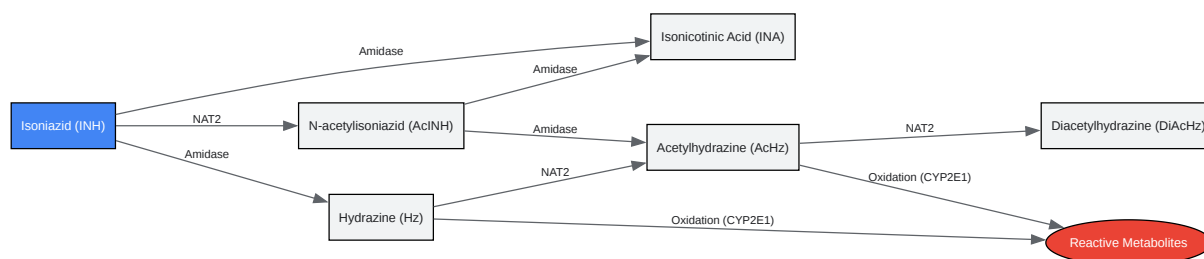 Isonicotinic Acid (INA)
Amidase
Amidase
Isoniazid (INH)
NAT2
N-acetylisoniazid (AcINH)
Amidase
NAT2
Diacetylhydrazine (DiAcHz)
Acetylhydrazine (AcHz)
Amidase
NAT2
Oxidation (CYP2E1)
Hydrazine (Hz)
Oxidation (CYP2E1)
Reactive Metabolites